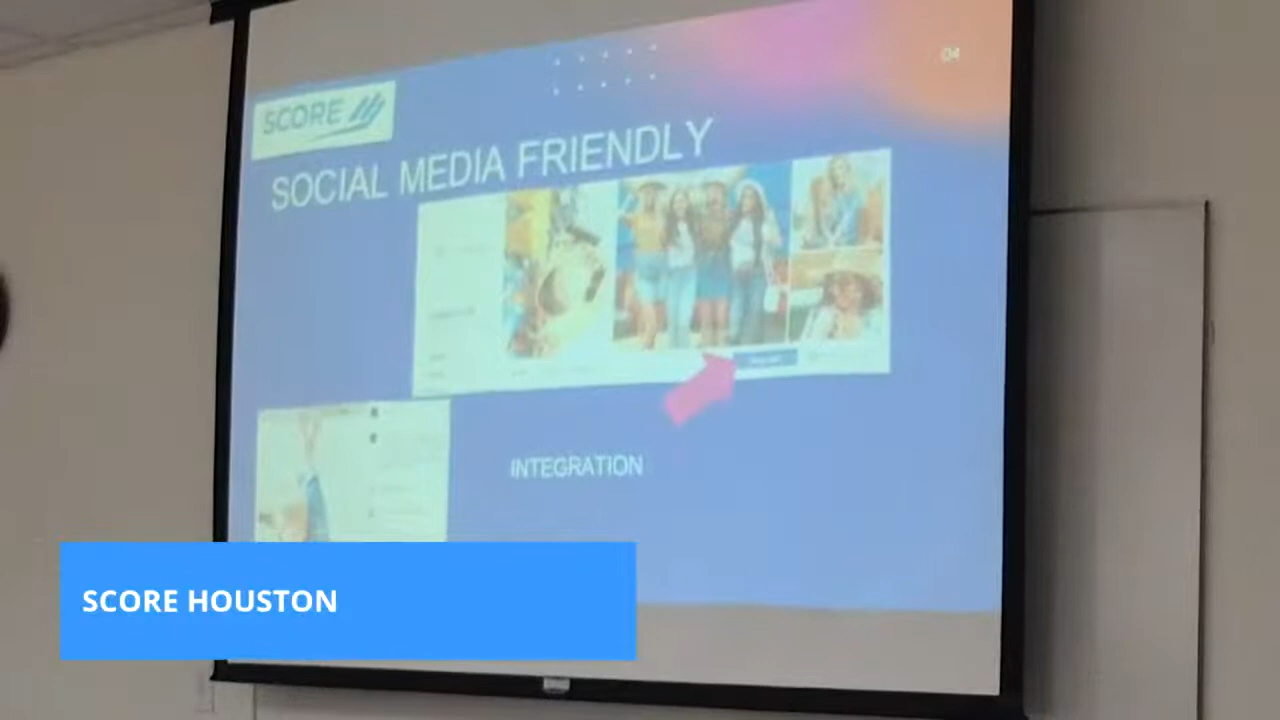 04
SCORE
SOCIAL MEDIA FRIENDLY
INTEGRATION
SCORE HOUSTON